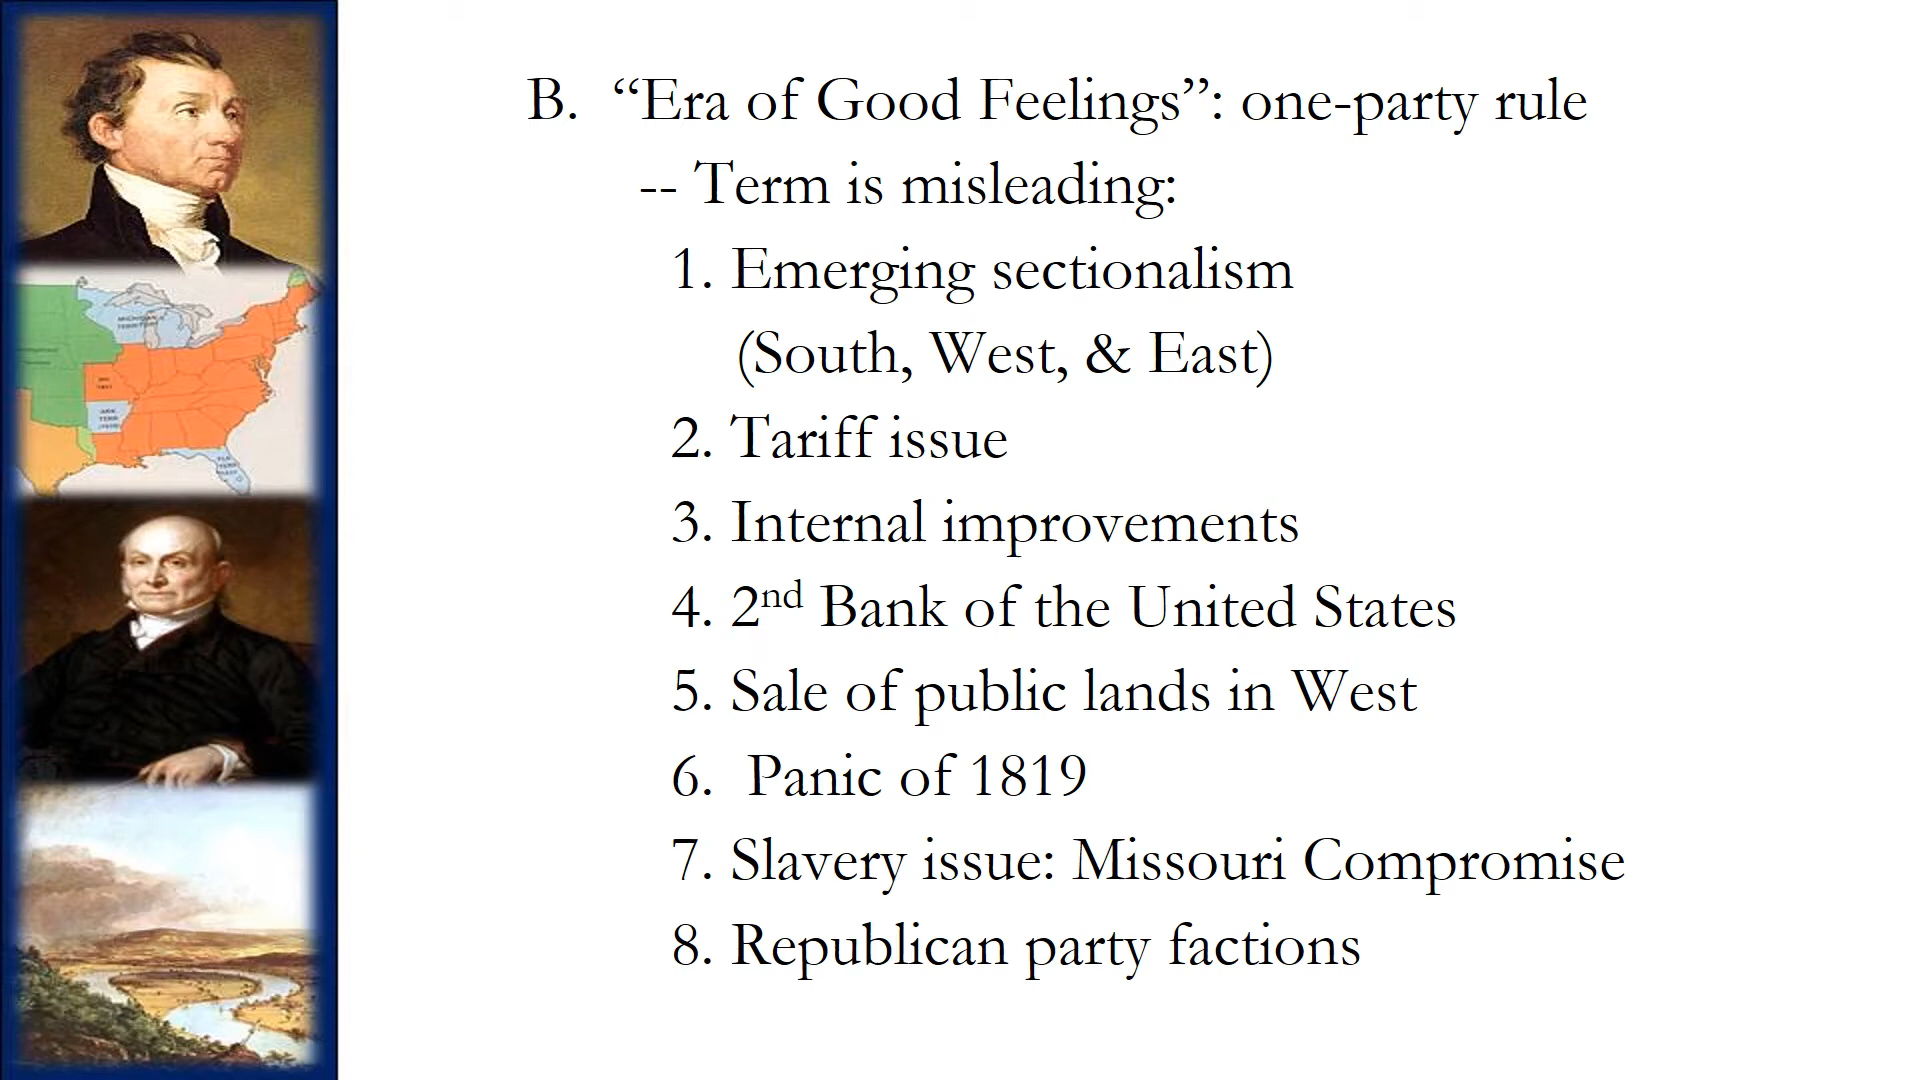 B. “Era of Good Feelings”: one-party rule
-- Term is misleading:
1. Emerging sectionalism
(South, West, & East)
2. Tariff issue
3. Internal improvements
4. 2nd Bank of the United States
5. Sale of public lands in West
6. Panic of 1819
7. Slavery issue: Missouri Compromise
8. Republican party factions
MICHIGAN
TERRITORY